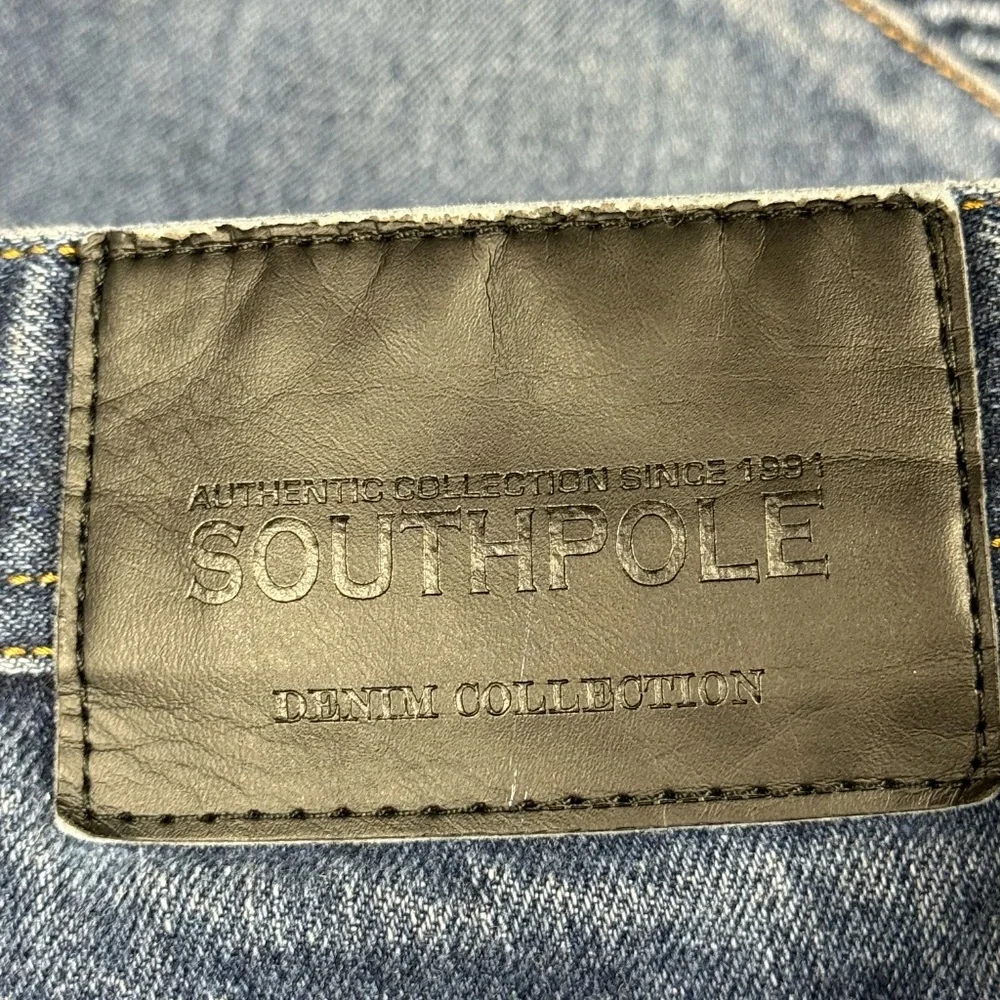 AUTHENTIC COLLECTION SINCE 1991
SOUTHPOLE
DENIM COLLECTION